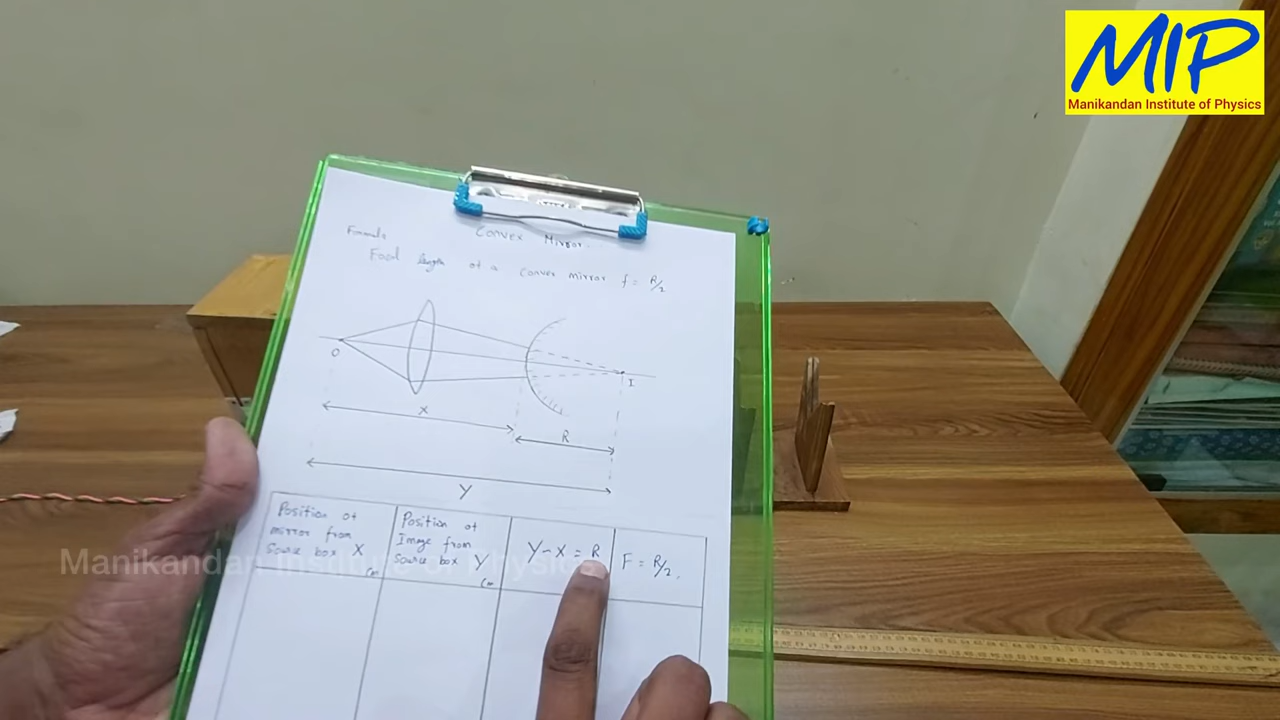 MIP
Manikandan Institute of Physics
Convex Mirror.
Formula
Focal length of a convex mirror f = R/2
O
I
X
R
Y
Position of
mirror from
Source box X
Cm
Position of
Image from
Source box Y
Cm
Y~X = R
F = R/2.
Manikandan Institute of Physics